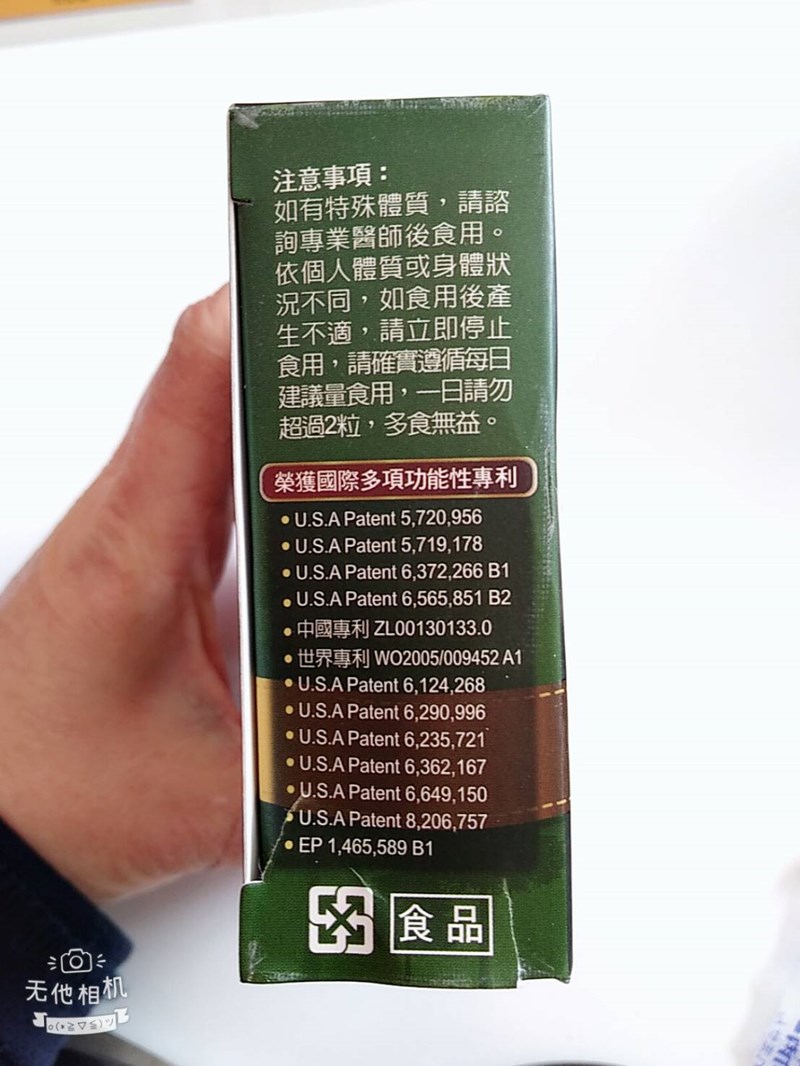 注意事項：
如有特殊體質，請諮
詢專業醫師後食用。
依個人體質或身體狀
況不同，如食用後產
生不適，請立即停止
食用，請確實遵循每日
建議量食用，一日請勿
超過2粒，多食無益。
榮獲國際多項功能性專利
• U.S.A Patent 5,720,956
• U.S.A Patent 5,719,178
• U.S.A Patent 6,372,266 B1
• U.S.A Patent 6,565,851 B2
• 中國專利 ZL00130133.0
• 世界專利 WO2005/009452 A1
• U.S.A Patent 6,124,268
• U.S.A Patent 6,290,996
• U.S.A Patent 6,235,721
• U.S.A Patent 6,362,167
• U.S.A Patent 6,649,150
• U.S.A Patent 8,206,757
• EP 1,465,589 B1
食品
无他相机